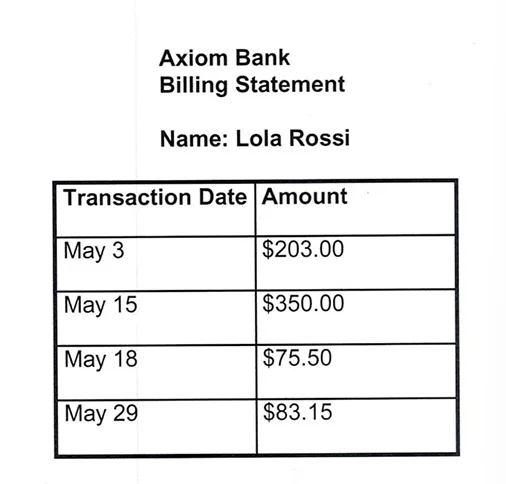 Axiom Bank
Billing Statement
Name: Lola Rossi
Transaction Date Amount
May 3 $203.00
May 15 $350.00
May 18 $75.50
May 29 $83.15